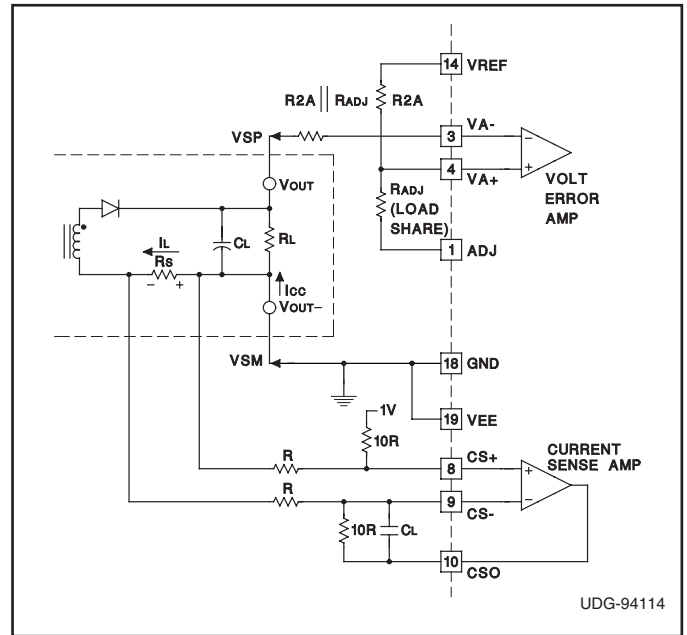 14 VREF
R2A || RADJ R2A
VSP
3 VA-
4 VA+
VOLT
ERROR
AMP
VOUT
RADJ
(LOAD
SHARE)
1 ADJ
IL
RS
CL
RL
ICC
VOUT–
VSM
18 GND
19 VEE
1V
10R
R
8 CS+
CURRENT
SENSE AMP
R
9 CS-
10R CL
10 CSO
UDG-94114